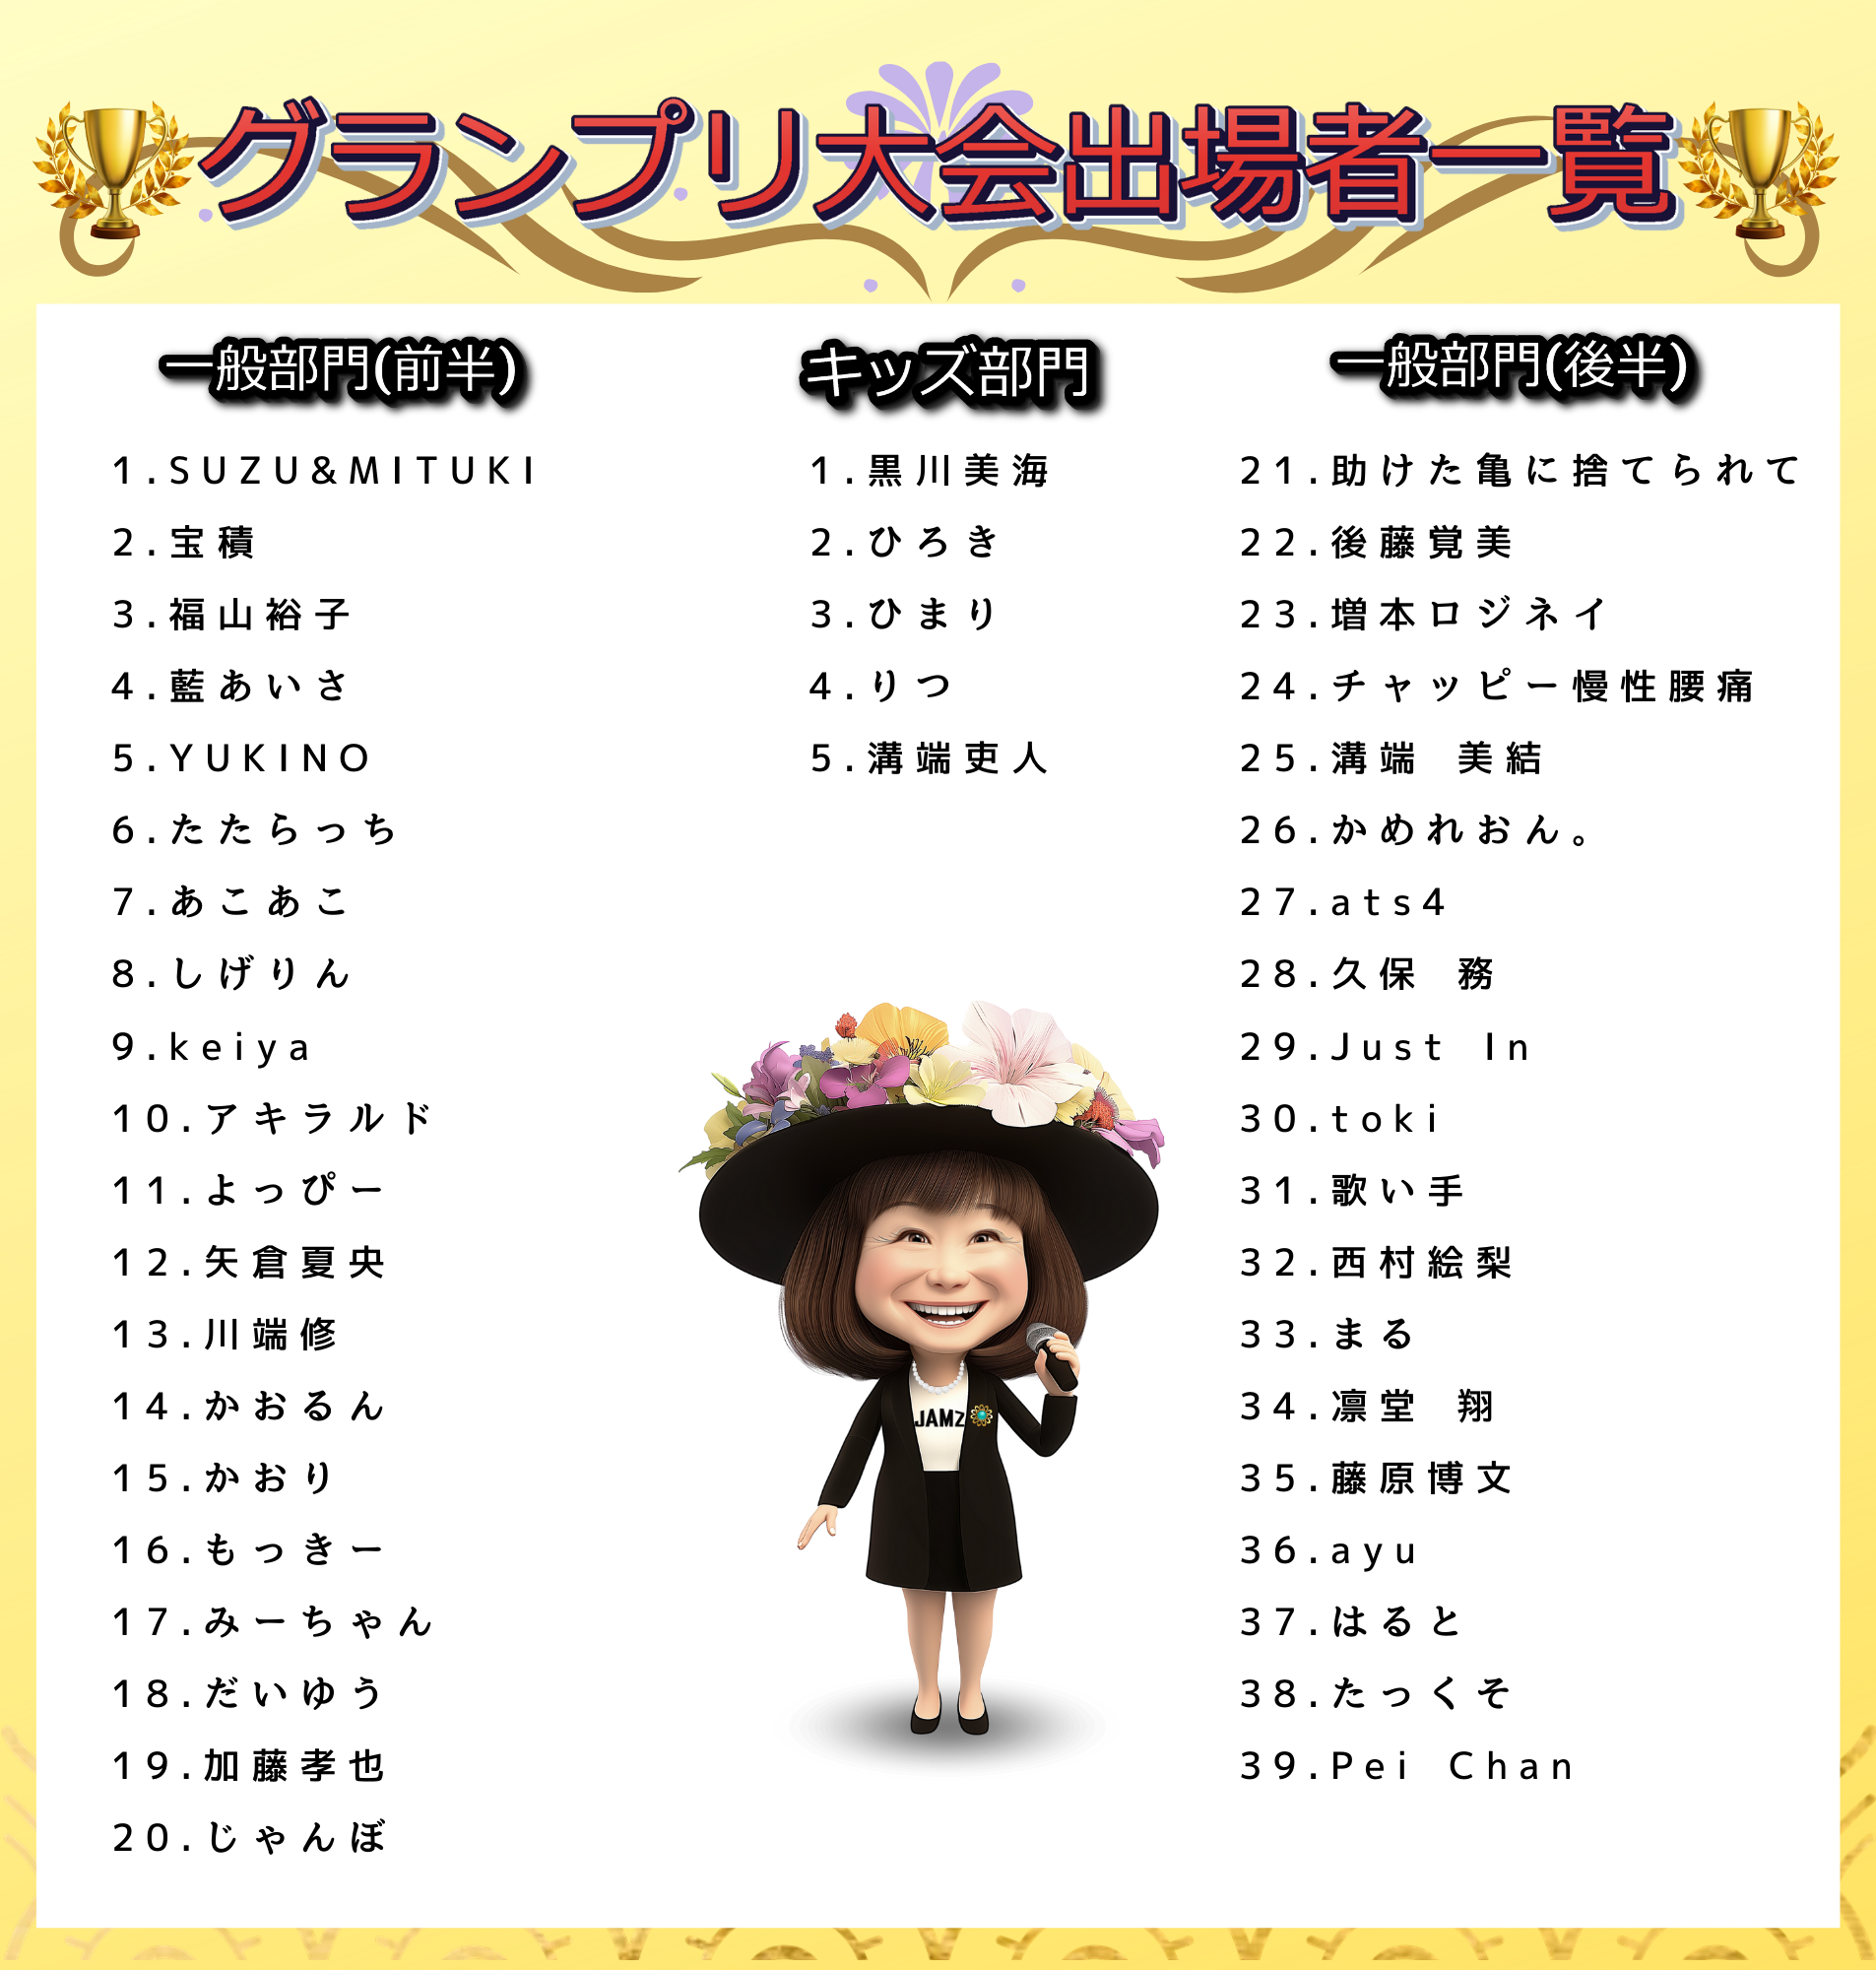 グランプリ大会出場者一覧
一般部門(前半)
1.SUZU&MITUKI
2.宝積
3.福山裕子
4.藍あいさ
5.YUKINO
6.たたらっち
7.あこあこ
8.しげりん
9.keiya
10.アキラルド
11.よっぴー
12.矢倉夏央
13.川端修
14.かおるん
15.かおり
16.もっきー
17.みーちゃん
18.だいゆう
19.加藤孝也
20.じゃんぼ
キッズ部門
1.黒川美海
2.ひろき
3.ひまり
4.りつ
5.溝端吏人
JAMZ
一般部門(後半)
21.助けた亀に捨てられて
22.後藤覚美
23.増本ロジネイ
24.チャッピー慢性腰痛
25.溝端 美結
26.かめれおん。
27.ats4
28.久保 務
29.Just In
30.toki
31.歌い手
32.西村絵梨
33.まる
34.凛堂 翔
35.藤原博文
36.ayu
37.はると
38.たっくそ
39.Pei Chan